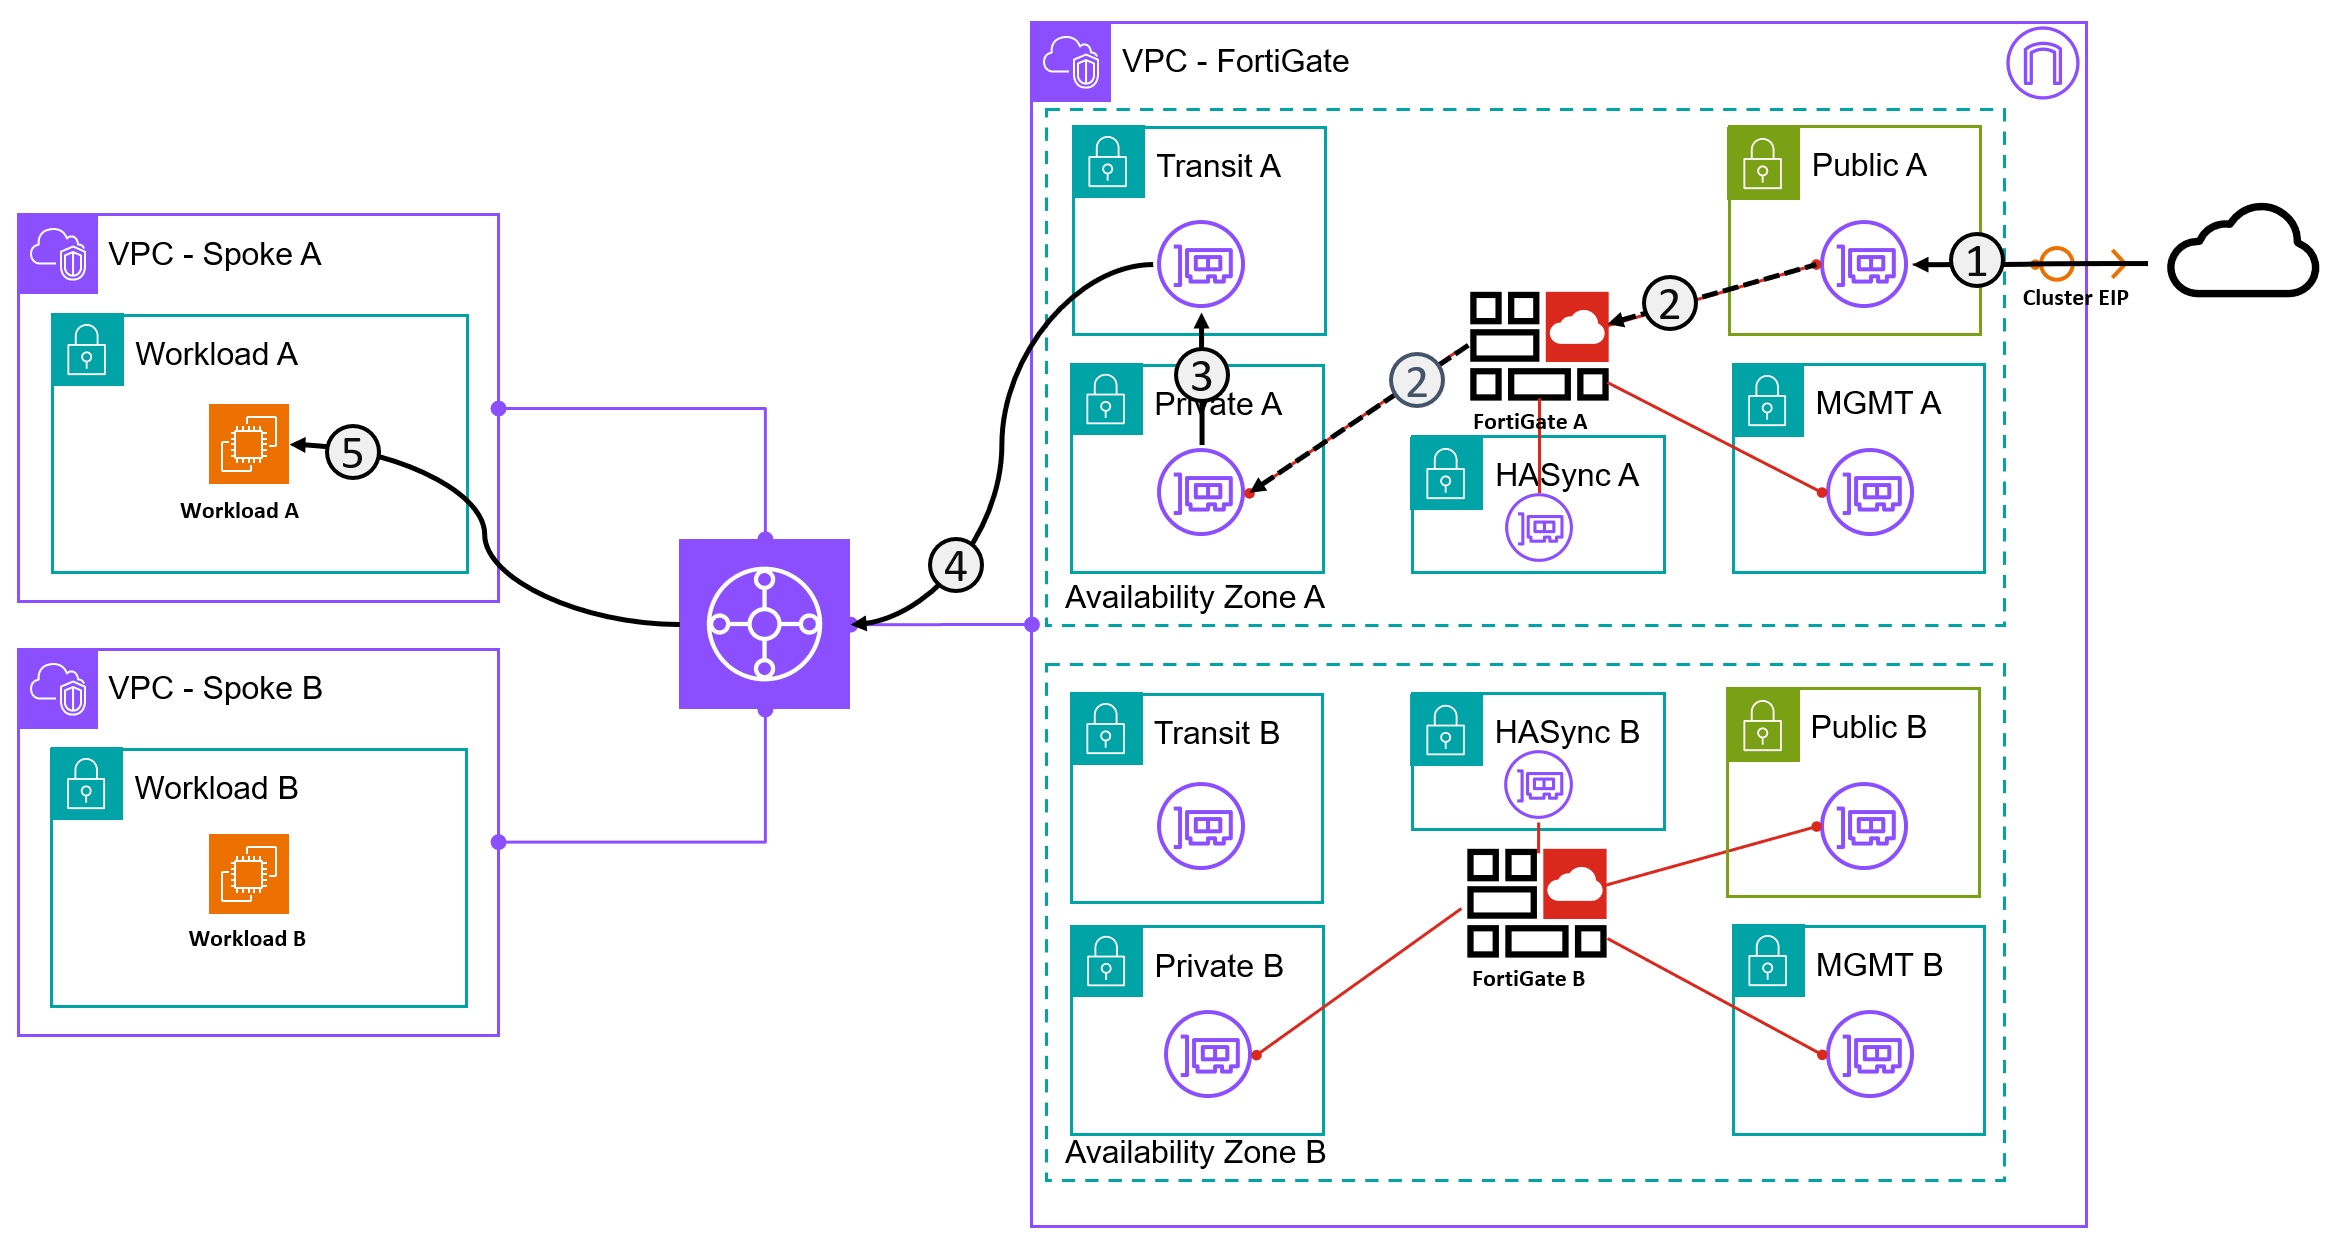 VPC - FortiGate
Transit A
Public A
1
Cluster EIP
2
VPC - Spoke A
Workload A
Workload A
5
3
Private A
2
FortiGate A
MGMT A
HASync A
4
Availability Zone A
VPC - Spoke B
Workload B
Workload B
Transit B
HASync B
Public B
Private B
FortiGate B
MGMT B
Availability Zone B